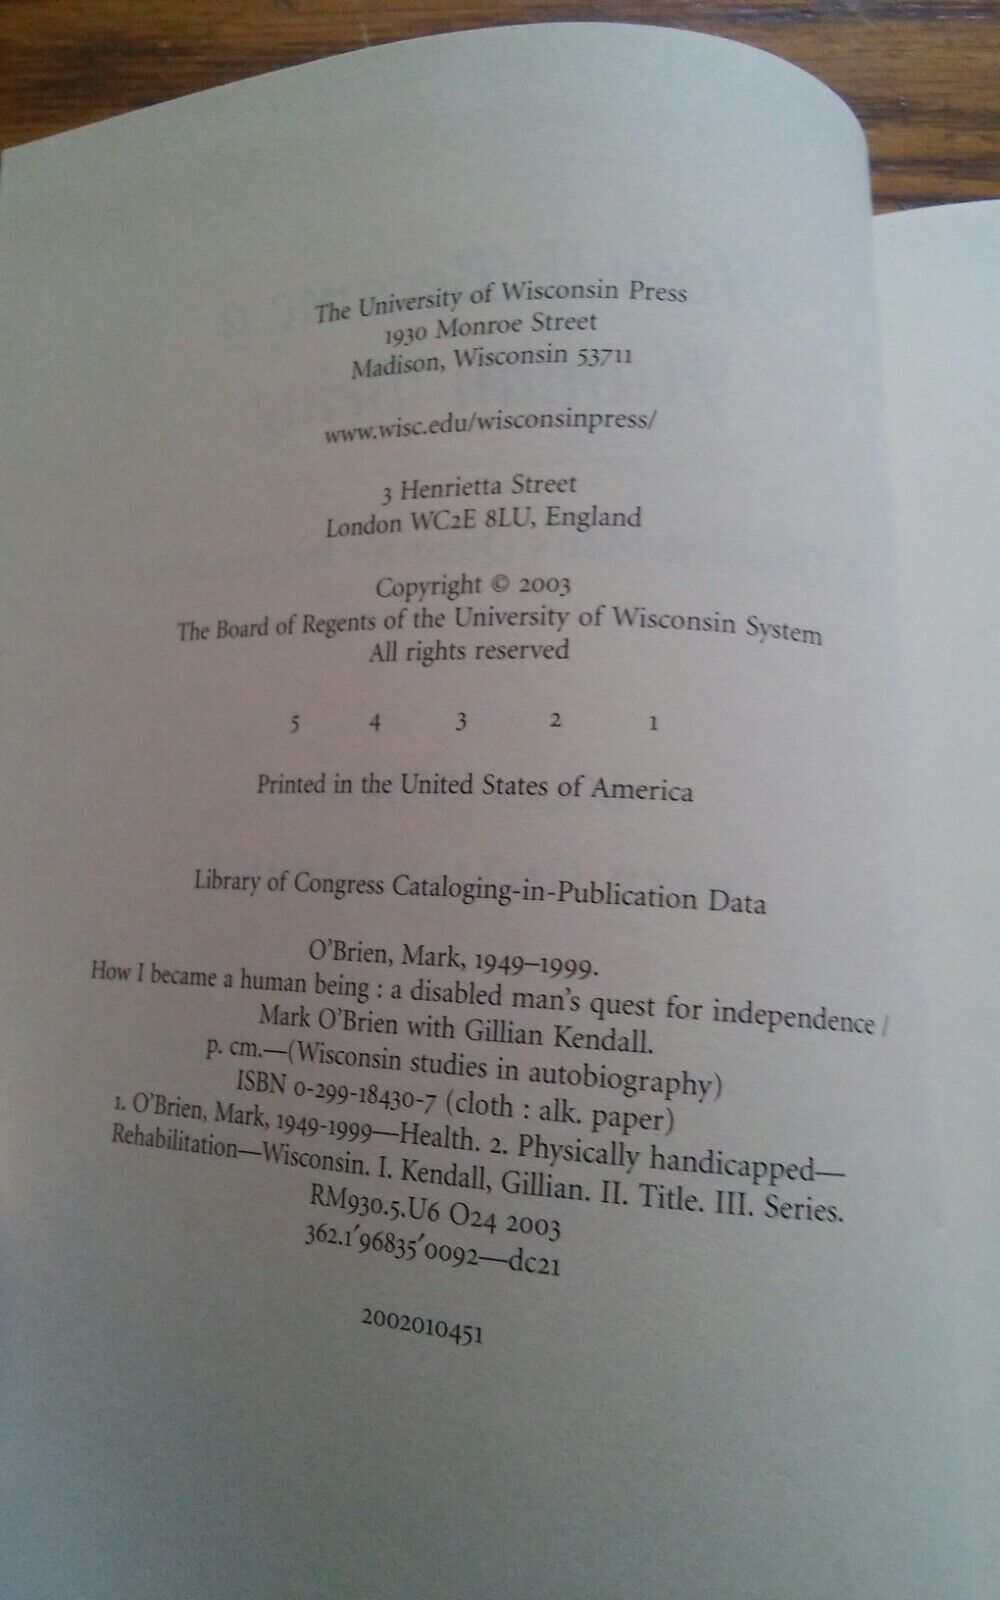 The University of Wisconsin Press
1930 Monroe Street
Madison, Wisconsin 53711
www.wisc.edu/wisconsinpress/
3 Henrietta Street
London WC2E 8LU, England
Copyright © 2003
The Board of Regents of the University of Wisconsin System
All rights reserved
5 4 3 2 1
Printed in the United States of America
Library of Congress Cataloging-in-Publication Data
O'Brien, Mark, 1949–1999.
How I became a human being : a disabled man's quest for independence /
Mark O'Brien with Gillian Kendall.
p. cm.—(Wisconsin studies in autobiography)
ISBN 0-299-18430-7 (cloth : alk. paper)
1. O'Brien, Mark, 1949-1999—Health. 2. Physically handicapped—
Rehabilitation—Wisconsin. I. Kendall, Gillian. II. Title. III. Series.
RM930.5.U6 O24 2003
362.1′96835′0092—dc21
2002010451